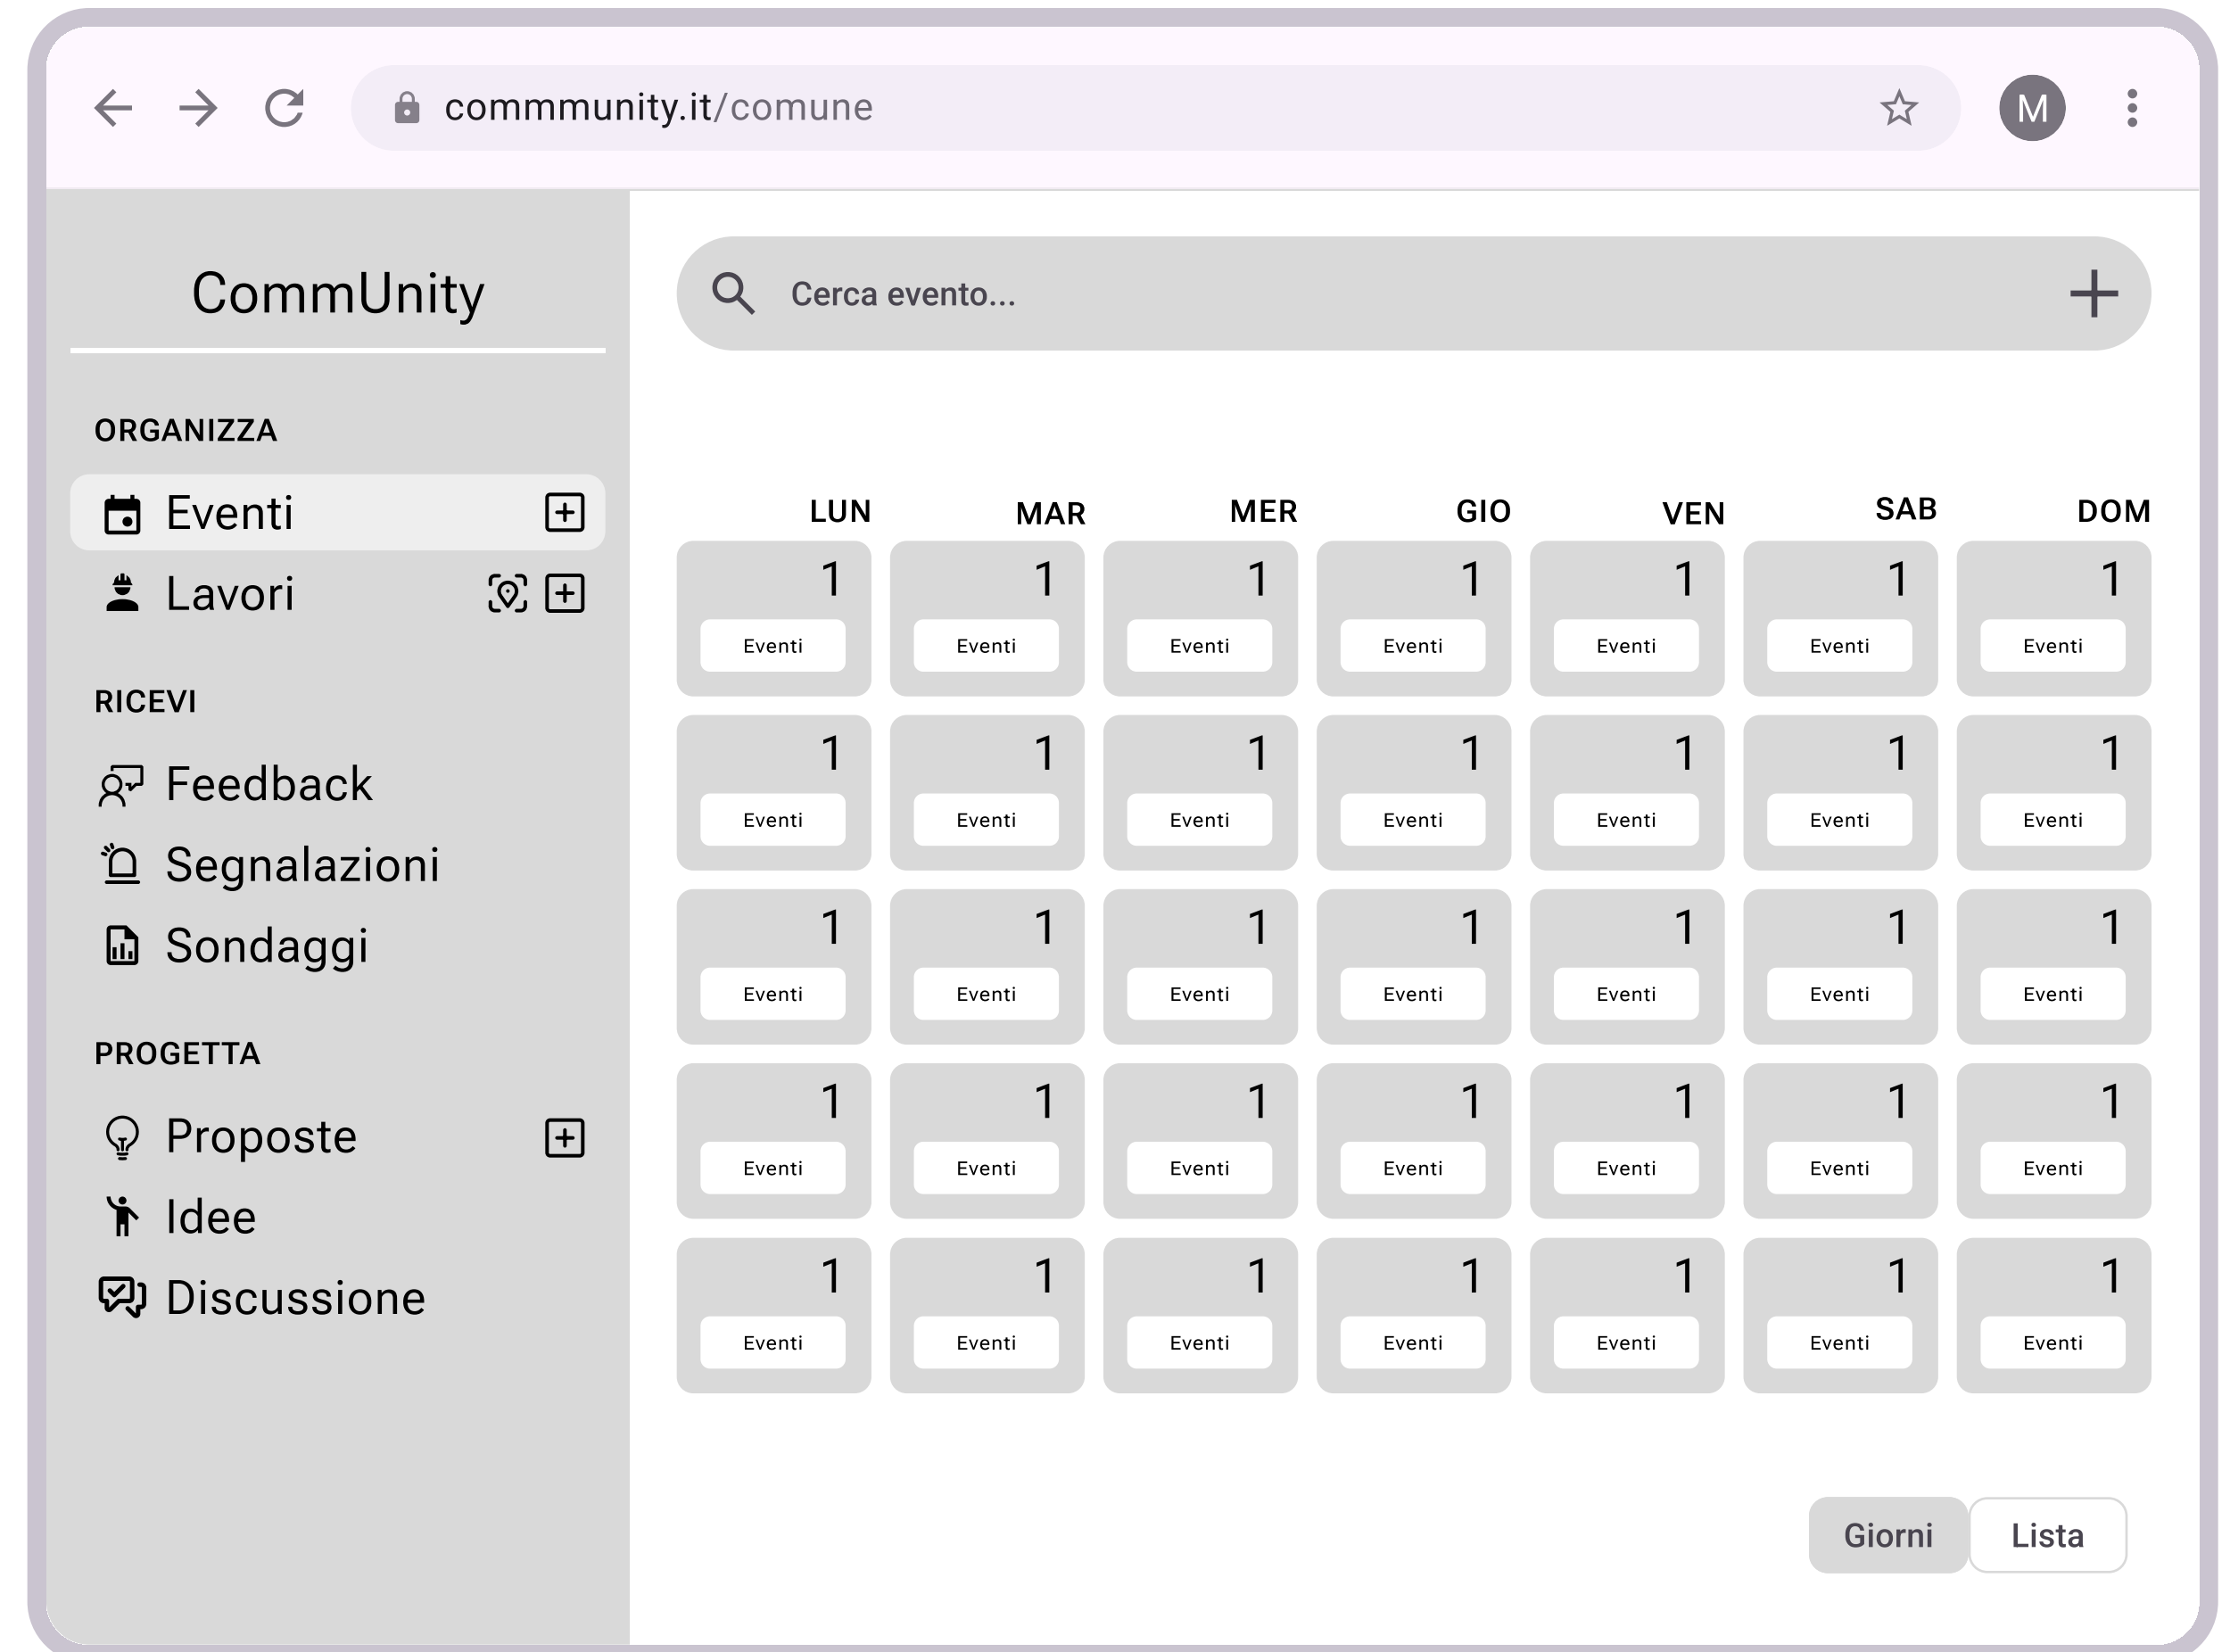 commmunity.it/comune
M
CommUnity
ORGANIZZA
Eventi
Lavori
RICEVI
Feedback
Segnalazioni
Sondaggi
PROGETTA
Proposte
Idee
Discussione
Cerca evento...
LUN MAR MER GIO VEN SAB DOM
1 1 1 1 1 1 1
Eventi Eventi Eventi Eventi Eventi Eventi Eventi
1 1 1 1 1 1 1
Eventi Eventi Eventi Eventi Eventi Eventi Eventi
1 1 1 1 1 1 1
Eventi Eventi Eventi Eventi Eventi Eventi Eventi
1 1 1 1 1 1 1
Eventi Eventi Eventi Eventi Eventi Eventi Eventi
1 1 1 1 1 1 1
Eventi Eventi Eventi Eventi Eventi Eventi Eventi
Giorni Lista